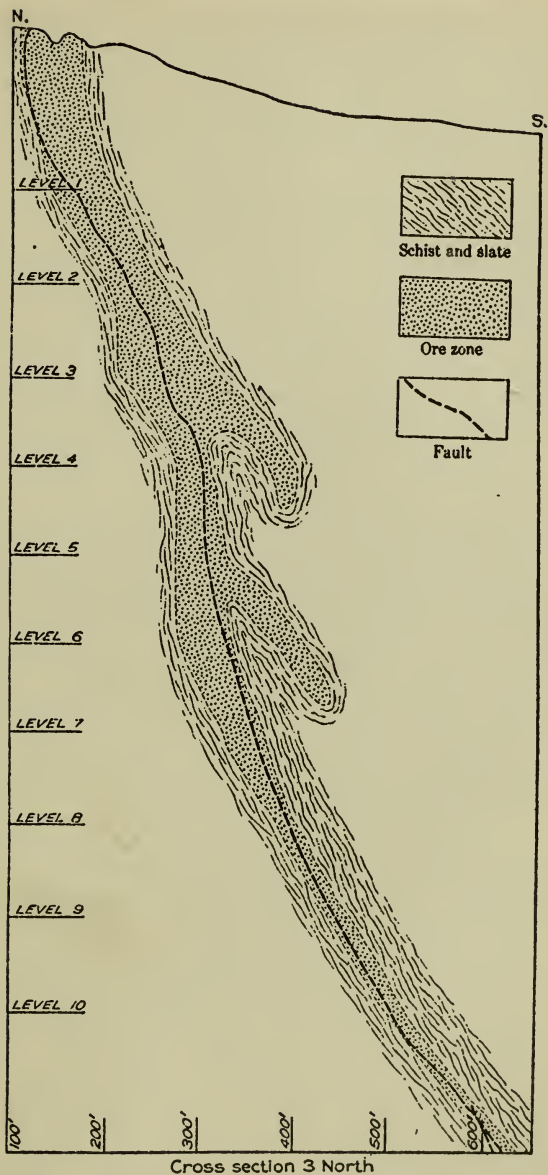 N.
S.
LEVEL 1
Schist and slate
LEVEL 2
Ore zone
LEVEL 3
Fault
LEVEL 4
LEVEL 5
LEVEL 6
LEVEL 7
LEVEL 8
LEVEL 9
LEVEL 10
100' 200' 300' 400' 500' 600'
Cross section 3 North